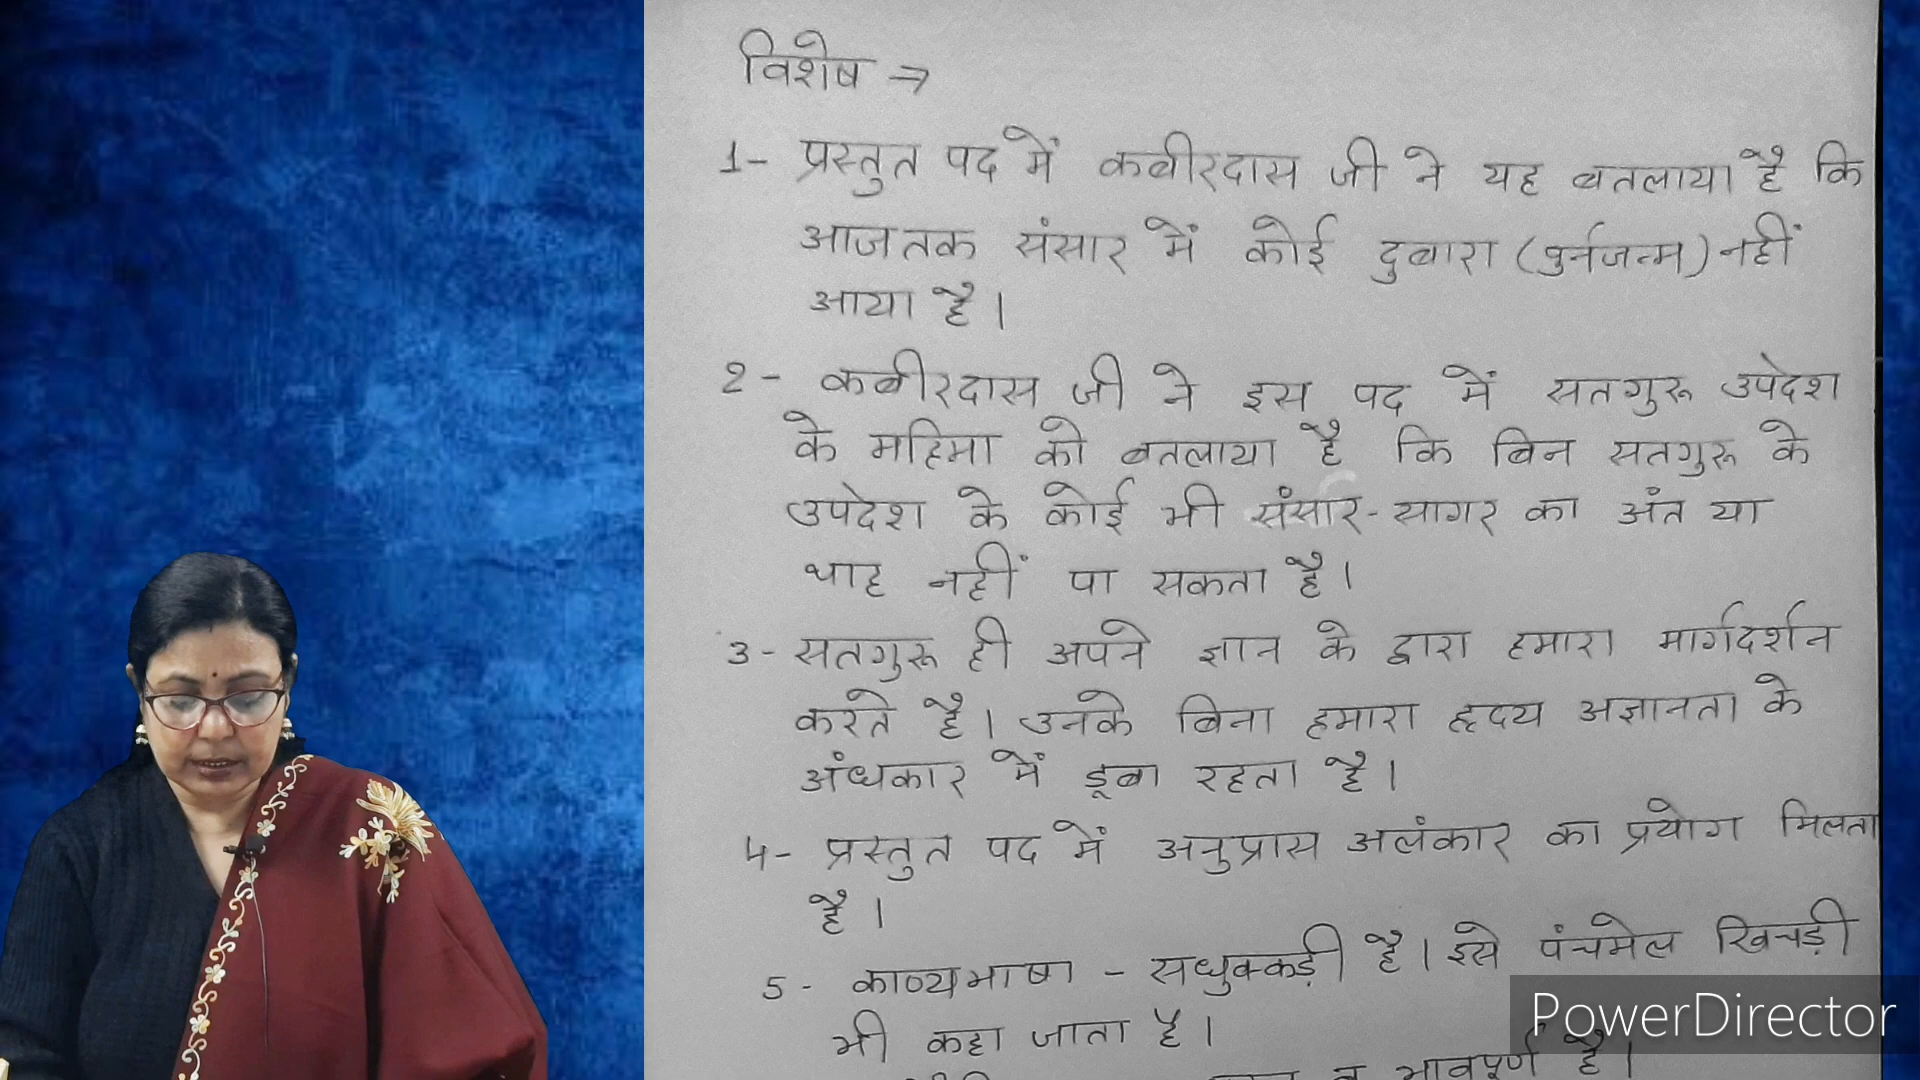 विशेष →
1- प्रस्तुत पद में कबीरदास जी ने यह बतलाया है कि
आजतक संसार में कोई दुबारा (पुर्नजन्म) नहीं
आया है।
2- कबीरदास जी ने इस पद में सतगुरू उपदेश
के महिमा को बतलाया है कि बिन सतगुरू के
उपदेश के कोई भी संसार-सागर का अंत या
थाह नहीं पा सकता है।
3- सतगुरू ही अपने ज्ञान के द्वारा हमारा मार्गदर्शन
करते है। उनके बिना हमारा हृदय अज्ञानता के
अंधकार में डूबा रहता है।
4- प्रस्तुत पद में अनुप्रास अलंकार का प्रयोग मिलता
है।
5- काव्यभाषा - सधुक्कड़ी है। इसे पंचमेल खिचड़ी
भी कहा जाता है।
व भावपूर्ण है।
PowerDirector